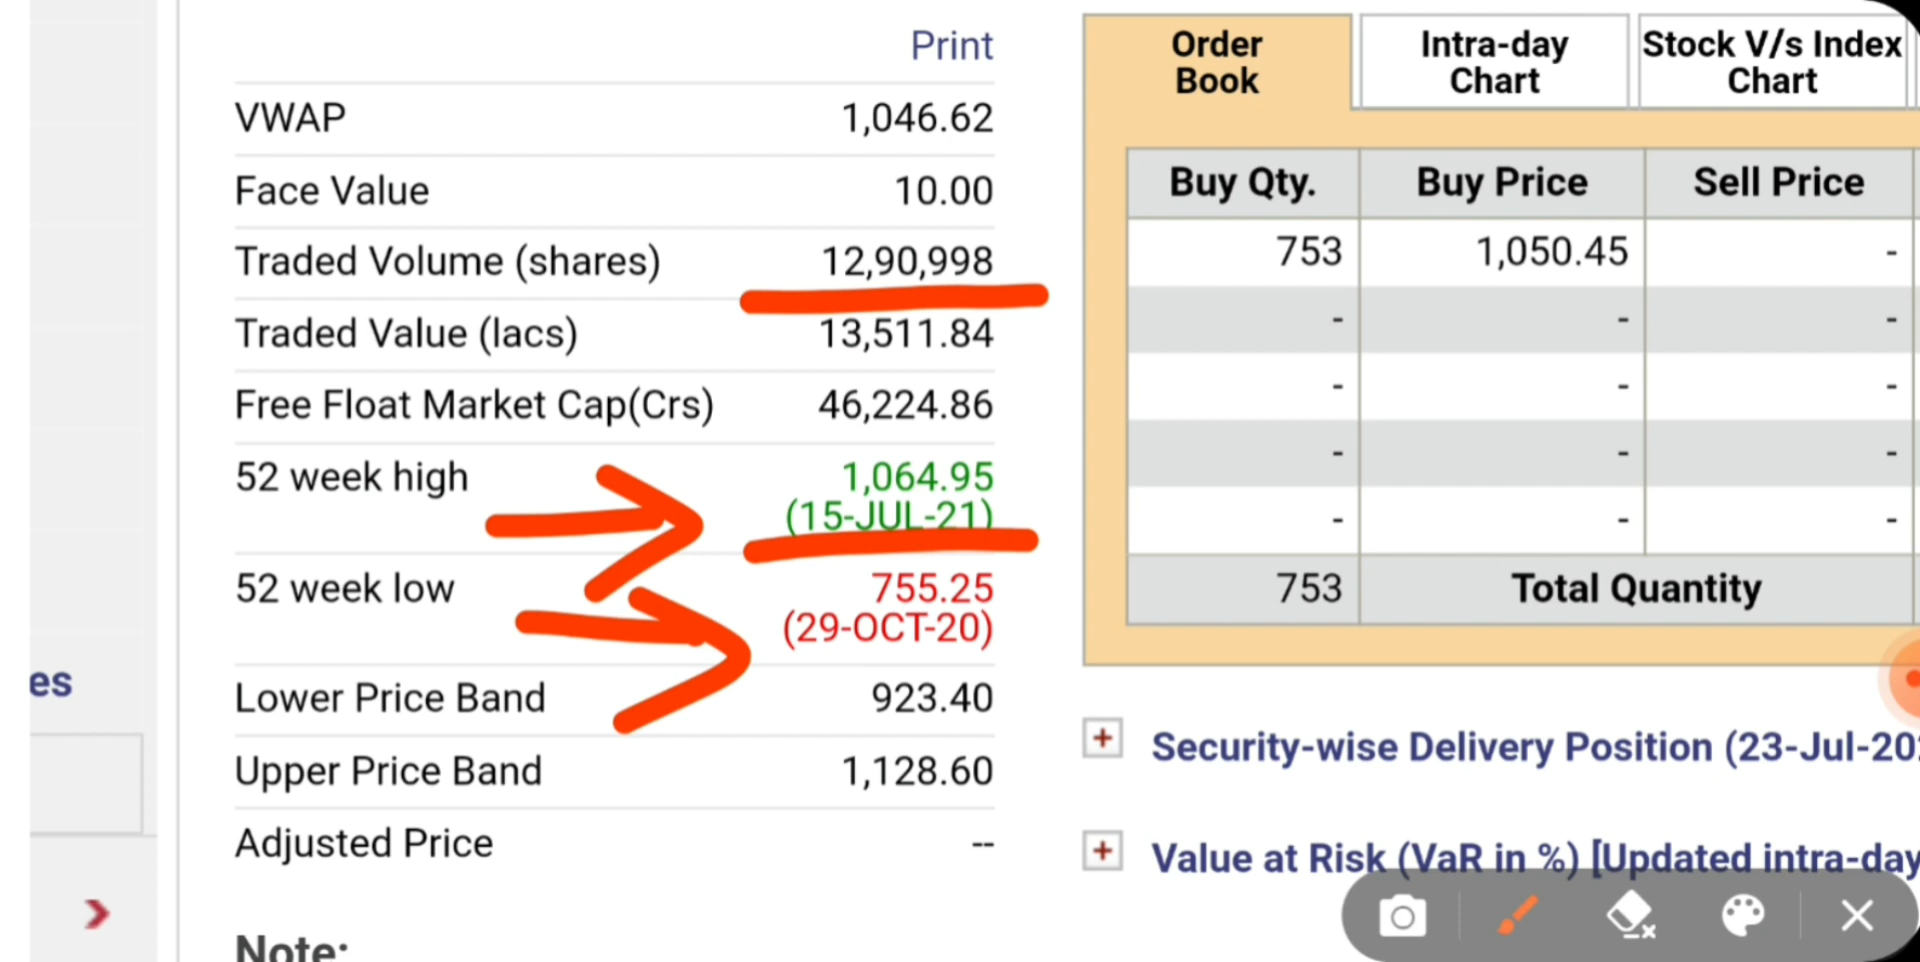 Print
VWAP 1,046.62
Face Value 10.00
Traded Volume (shares) 12,90,998
Traded Value (lacs) 13,511.84
Free Float Market Cap(Crs) 46,224.86
52 week high 1,064.95
(15-JUL-21)
52 week low 755.25
(29-OCT-20)
Lower Price Band 923.40
Upper Price Band 1,128.60
Adjusted Price --
Note:
es
Order Book
Intra-day Chart
Stock V/s Index Chart
Buy Qty. Buy Price Sell Price
753 1,050.45 -
- - -
- - -
- - -
- - -
753 Total Quantity
Security-wise Delivery Position (23-Jul-20
Value at Risk (VaR in %) [Updated intra-day